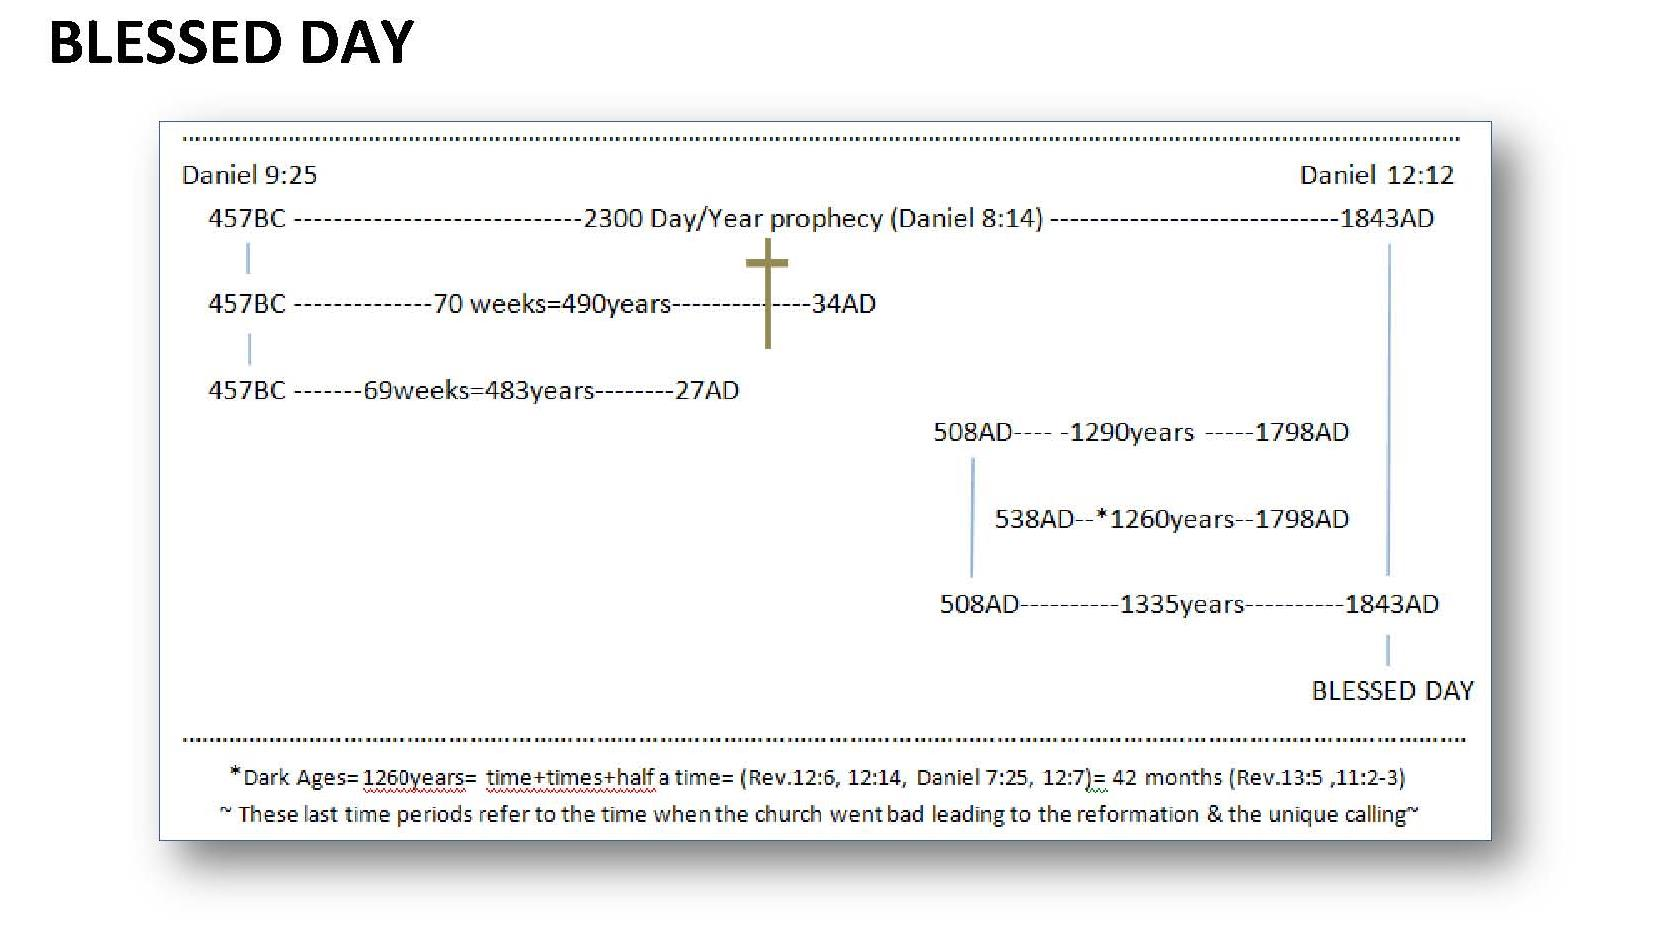 BLESSED DAY
Daniel 9:25 Daniel 12:12
457BC ----------------------------2300 Day/Year prophecy (Daniel 8:14) ----------------------------1843AD
457BC --------------70 weeks=490years--------------34AD
457BC -------69weeks=483years--------27AD
508AD---- -1290years -----1798AD
538AD--*1260years--1798AD
508AD----------1335years----------1843AD
BLESSED DAY
*Dark Ages= 1260years= time+times+half a time= (Rev.12:6, 12:14, Daniel 7:25, 12:7)= 42 months (Rev.13:5 ,11:2-3)
~ These last time periods refer to the time when the church went bad leading to the reformation & the unique calling~